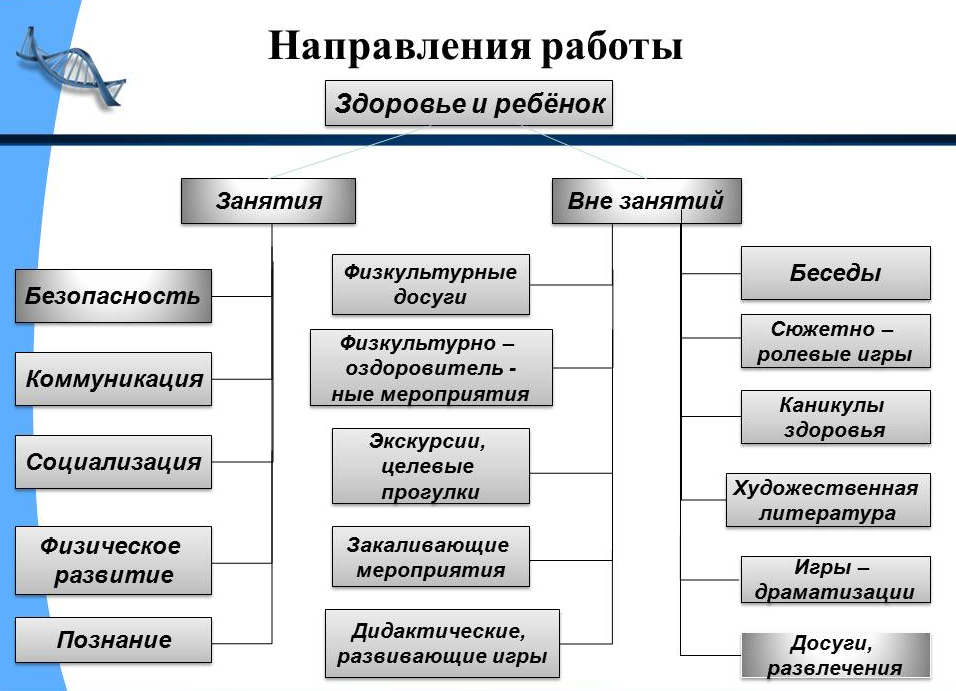 Направления работы
Здоровье и ребёнок
Занятия
Безопасность
Коммуникация
Социализация
Физическое
развитие
Познание
Вне занятий
Физкультурные
досуги
Физкультурно –
оздоровитель -
ные мероприятия
Экскурсии,
целевые
прогулки
Закаливающие
мероприятия
Дидактические,
развивающие игры
Беседы
Сюжетно –
ролевые игры
Каникулы
здоровья
Художественная
литература
Игры –
драматизации
Досуги,
развлечения